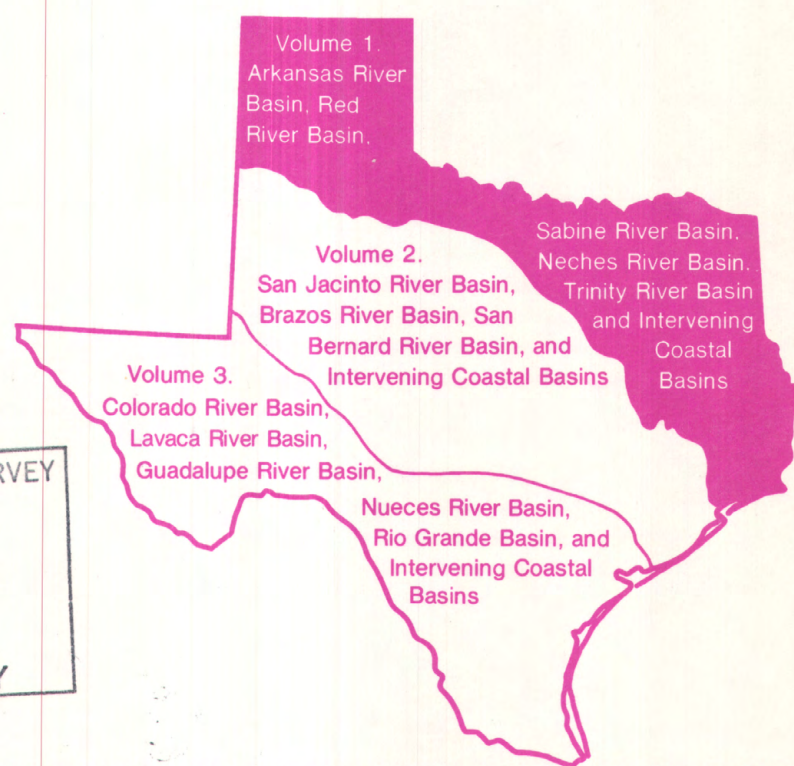 Volume 1.
Arkansas River
Basin, Red
River Basin.
Sabine River Basin.
Neches River Basin.
Trinity River Basin
and Intervening
Coastal
Basins
Volume 2.
San Jacinto River Basin,
Brazos River Basin, San
Bernard River Basin, and
Intervening Coastal Basins
Volume 3.
Colorado River Basin,
Lavaca River Basin,
Guadalupe River Basin,
Nueces River Basin,
Rio Grande Basin, and
Intervening Coastal
Basins